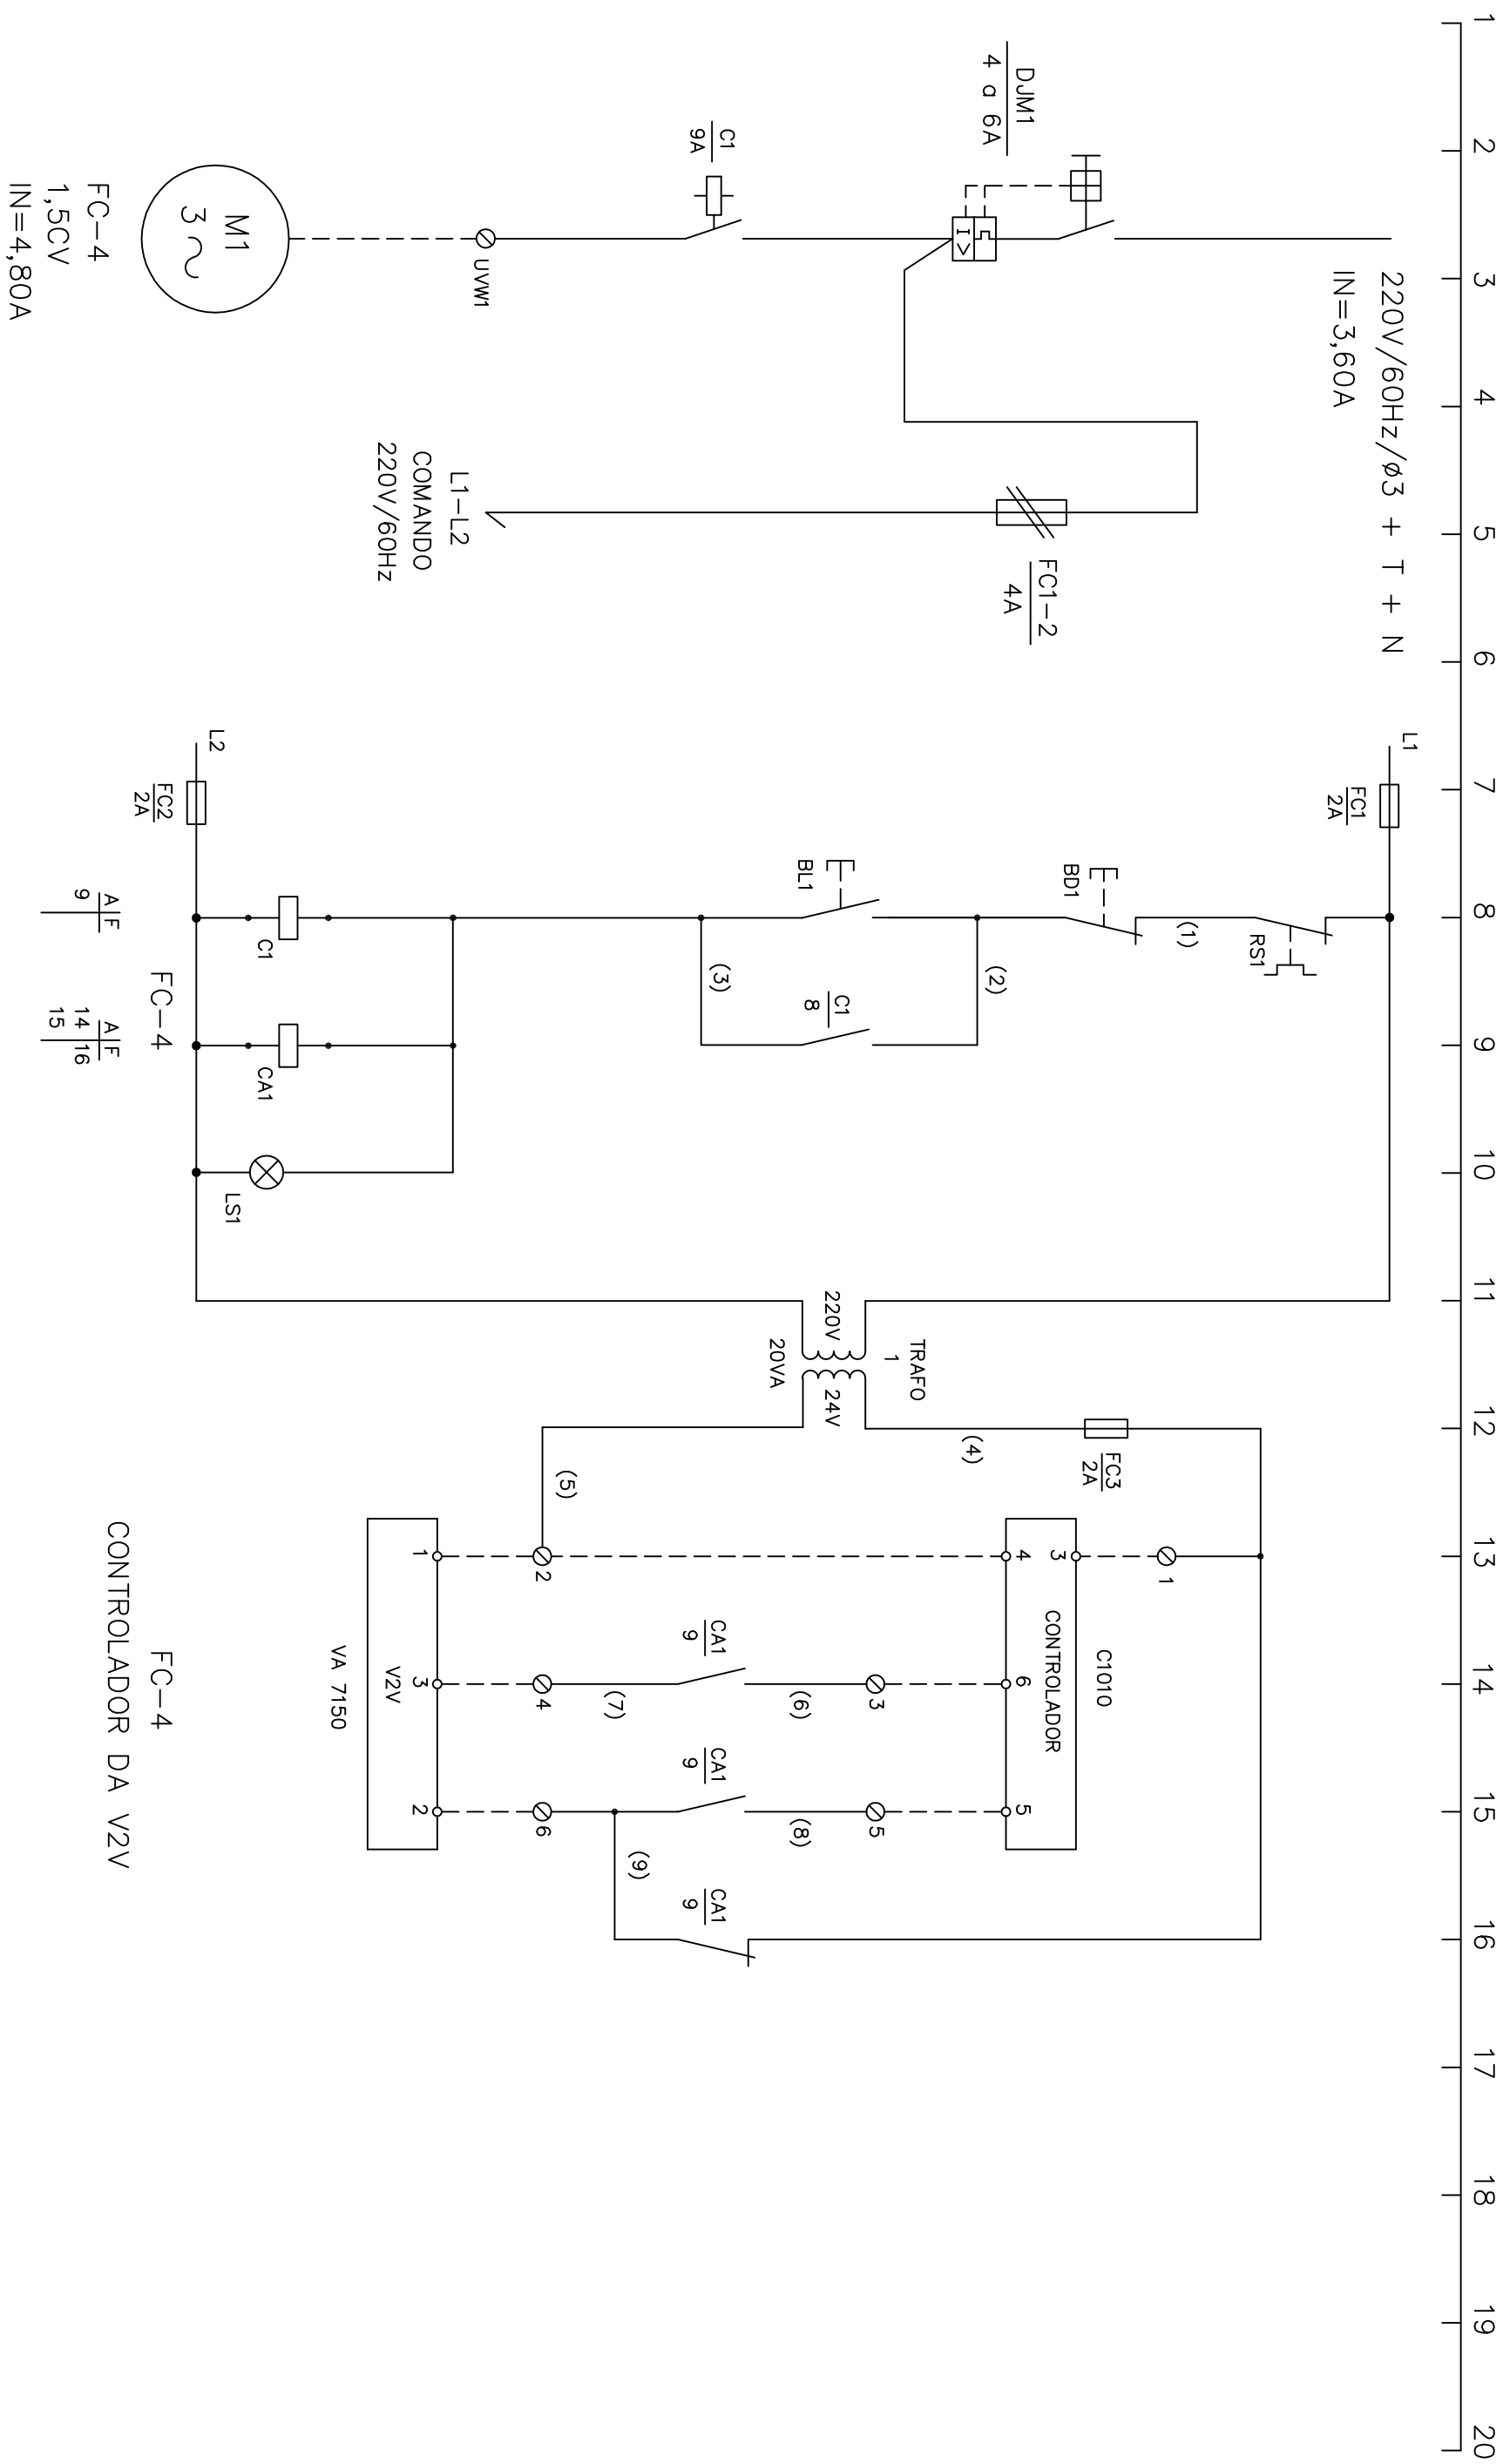 1
2
3
4
5
6
7
8
9
10
11
12
13
14
15
16
17
18
19
20
220V/60Hz/ø3 + T + N
IN=3,60A
DJM1
4 a 6A
I>
C1
9A
UVW1
M1
3
FC-4
1,5CV
IN=4,80A
FC1-2
4A
L1-L2
COMANDO
220V/60Hz
L1
FC1
2A
RS1
(1)
BD1
(2)
BL1
C1
8
(3)
C1
CA1
LS1
L2
FC2
2A
A F
9
A F
14 16
15
FC-4
TRAFO
1
220V
24V
20VA
(4)
FC3
2A
(5)
1
3
C1010
CONTROLADOR
4
6
5
2
3
5
(6)
(8)
CA1
9
CA1
9
CA1
9
(7)
(9)
4
6
1
3
2
V2V
VA 7150
FC-4
CONTROLADOR DA V2V